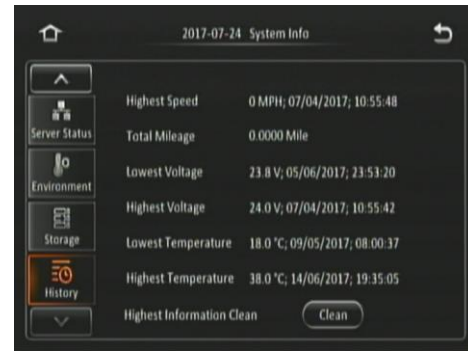 2017-07-24 System Info
Server Status
Environment
Storage
History
Highest Speed 0 MPH; 07/04/2017; 10:55:48
Total Mileage 0.0000 Mile
Lowest Voltage 23.8 V; 05/06/2017; 23:53:20
Highest Voltage 24.0 V; 07/04/2017; 10:55:42
Lowest Temperature 18.0 °C; 09/05/2017; 08:00:37
Highest Temperature 38.0 °C; 14/06/2017; 19:35:05
Highest Information Clean Clean